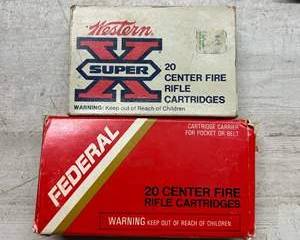 Western
SUPER X
20
CENTER FIRE
RIFLE
CARTRIDGES
WARNING: Keep out of Reach of Children
FEDERAL
CARTRIDGE CARRIER
FOR POCKET OR BELT
20 CENTER FIRE
RIFLE CARTRIDGES
WARNING KEEP OUT OF REACH OF CHILDREN